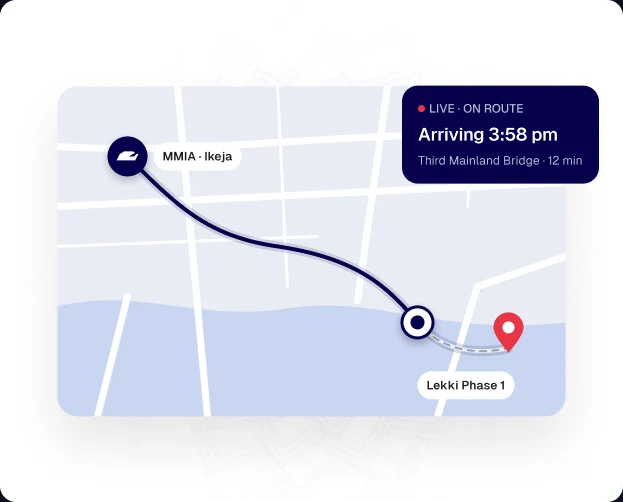 LIVE · ON ROUTE
Arriving 3:58 pm
Third Mainland Bridge · 12 min
MMIA · Ikeja
Lekki Phase 1